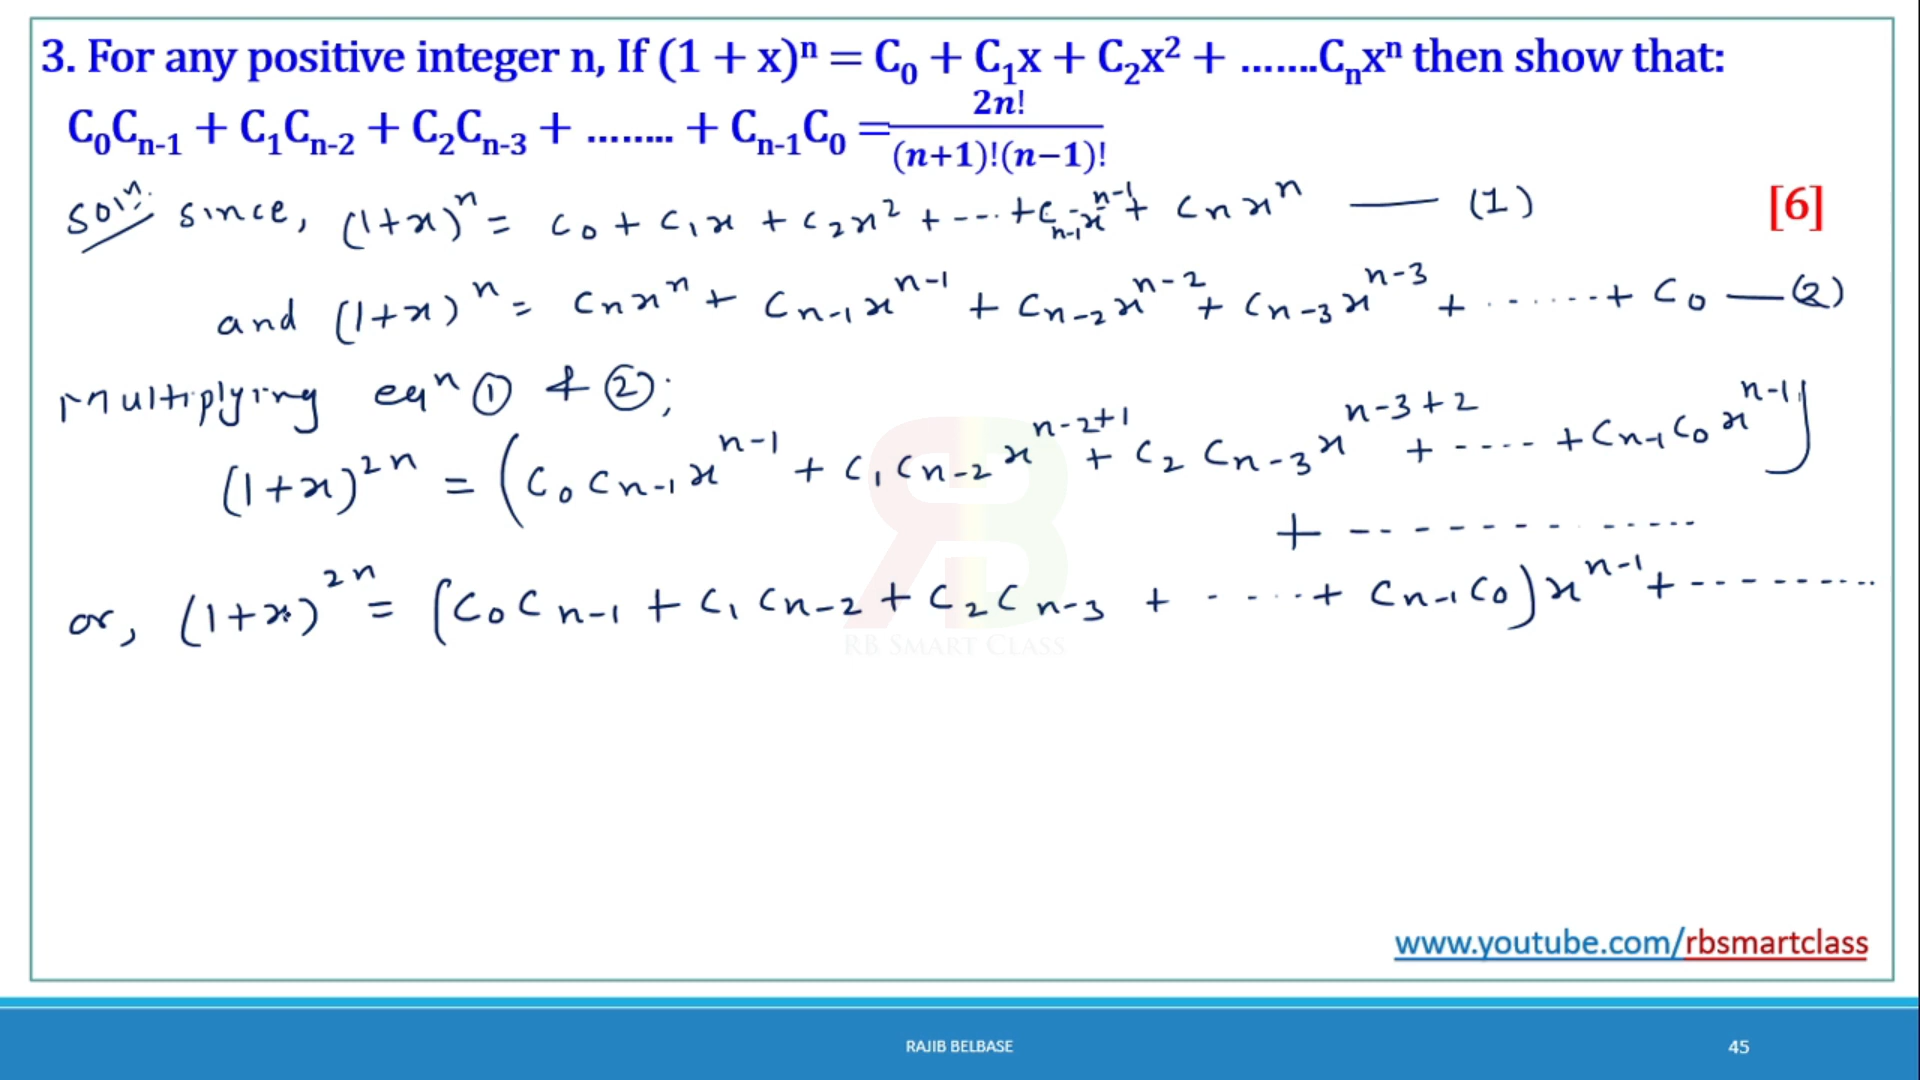 3. For any positive integer n, If (1 + x)ⁿ = C₀ + C₁x + C₂x² + .......Cₙxⁿ then show that:
C₀Cₙ₋₁ + C₁Cₙ₋₂ + C₂Cₙ₋₃ + ........ + Cₙ₋₁C₀ = 2n! / (n+1)!(n−1)!
Solⁿ: since, (1+x)ⁿ = C₀ + C₁x + C₂x² + ---- + Cₙ₋₁xⁿ⁻¹ + Cₙxⁿ —— (1) [6]
and (1+x)ⁿ = Cₙxⁿ + Cₙ₋₁xⁿ⁻¹ + Cₙ₋₂xⁿ⁻² + Cₙ₋₃xⁿ⁻³ + ------- + C₀ —— (2)
Multiplying eqⁿ ① & ②;
(1+x)²ⁿ = (C₀Cₙ₋₁xⁿ⁻¹ + C₁Cₙ₋₂xⁿ⁻²⁺¹ + C₂Cₙ₋₃xⁿ⁻³⁺² + ---- + Cₙ₋₁C₀xⁿ⁻¹)
+ -------------
or, (1+x)²ⁿ = (C₀Cₙ₋₁ + C₁Cₙ₋₂ + C₂Cₙ₋₃ + ----- + Cₙ₋₁C₀)xⁿ⁻¹ + ----------
RB SMART CLASS
www.youtube.com/rbsmartclass
RAJIB BELBASE 45